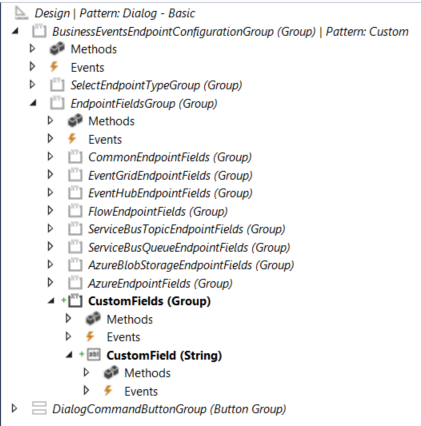 Design | Pattern: Dialog - Basic
BusinessEventsEndpointConfigurationGroup (Group) | Pattern: Custom
Methods
Events
SelectEndpointTypeGroup (Group)
EndpointFieldsGroup (Group)
Methods
Events
CommonEndpointFields (Group)
EventGridEndpointFields (Group)
EventHubEndpointFields (Group)
FlowEndpointFields (Group)
ServiceBusTopicEndpointFields (Group)
ServiceBusQueueEndpointFields (Group)
AzureBlobStorageEndpointFields (Group)
AzureEndpointFields (Group)
CustomFields (Group)
Methods
Events
CustomField (String)
Methods
Events
DialogCommandButtonGroup (Button Group)